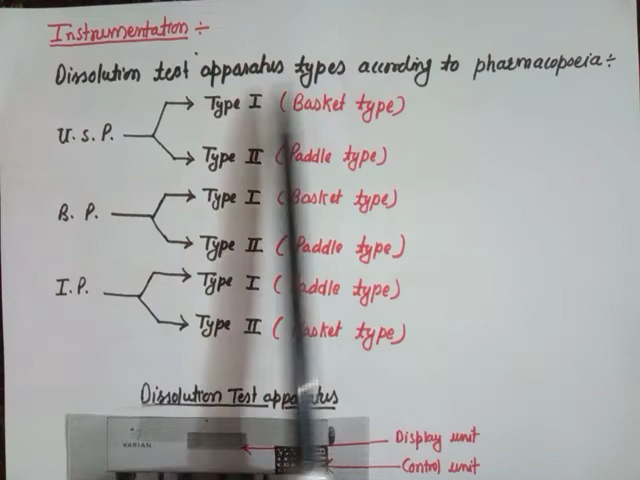 Instrumentation ÷
Dissolution test apparatus types according to pharmacopoeia ÷
U.S.P. Type I (Basket type)
Type II (Paddle type)
B.P. Type I (Basket type)
Type II (Paddle type)
I.P. Type I (Paddle type)
Type II (Basket type)
Dissolution Test apparatus
VARIAN
Display unit
Control unit